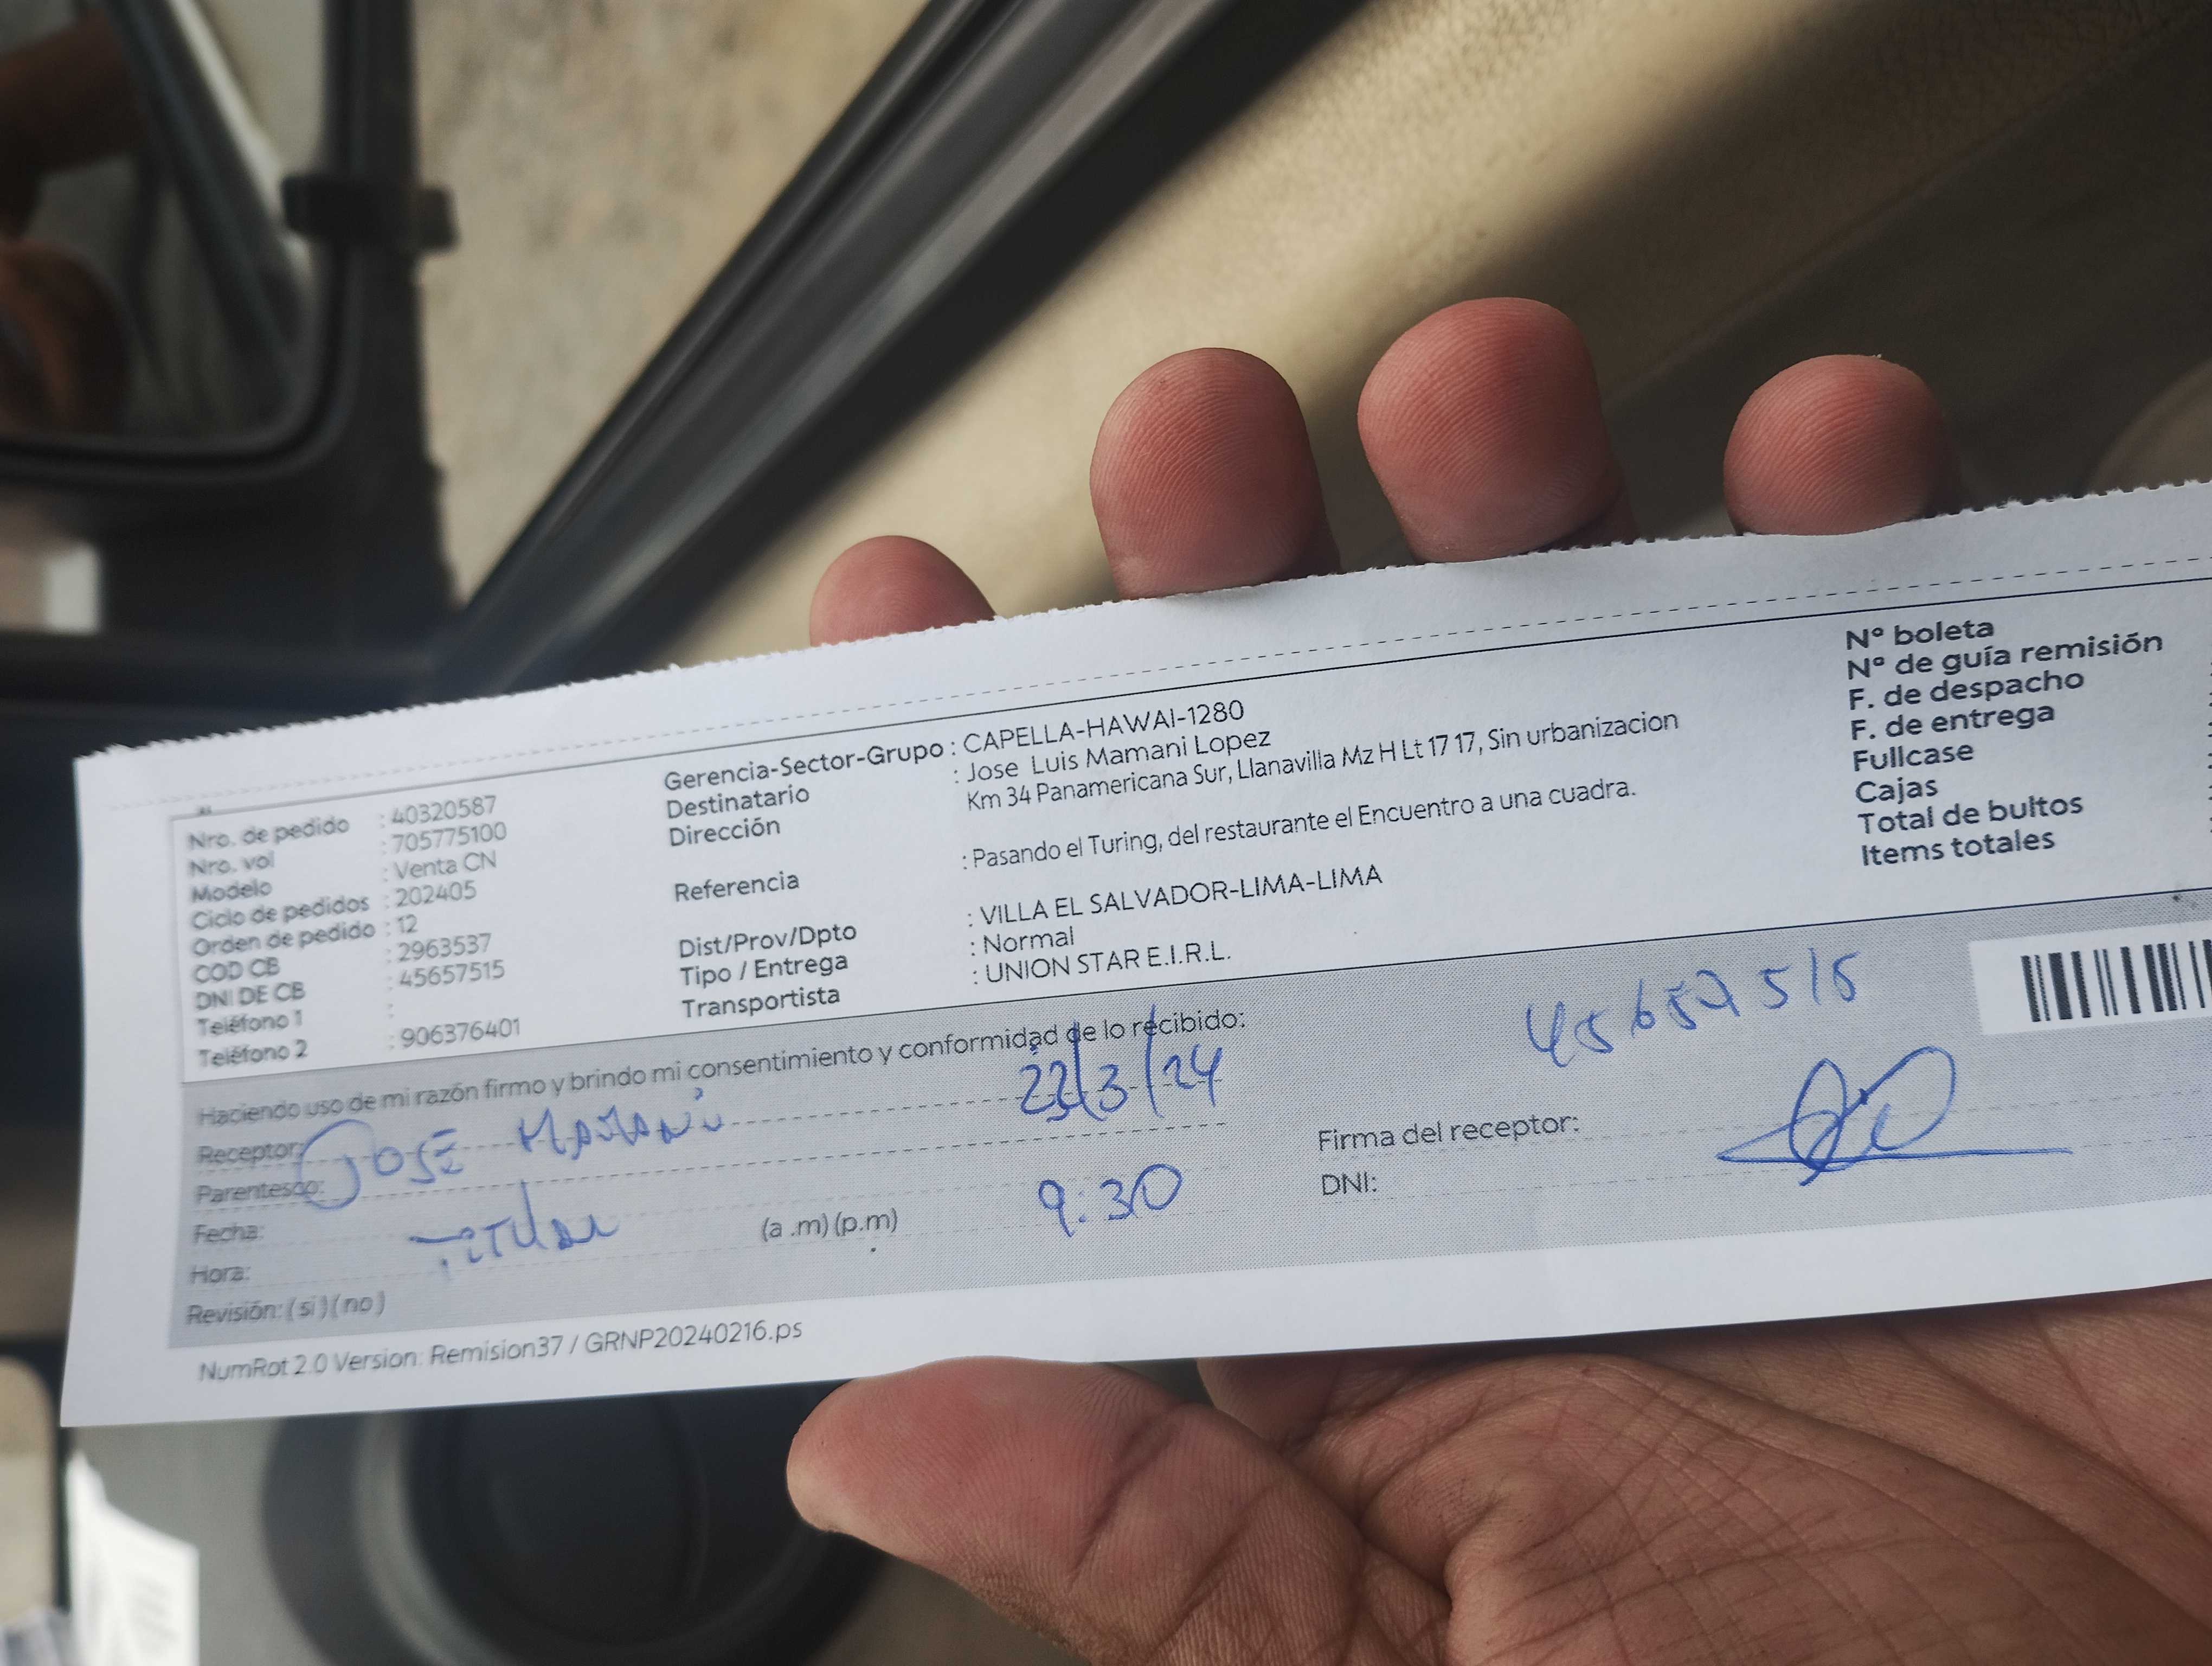 Nro. de pedido : 40320587
Nro. vol : 705775100
Modelo : Venta CN
Ciclo de pedidos : 202405
Orden de pedido : 12
COD CB : 2963537
DNI DE CB : 45657515
Teléfono 1 :
Teléfono 2 : 906376401
Gerencia-Sector-Grupo : CAPELLA-HAWAI-1280
Destinatario : Jose Luis Mamani Lopez
Dirección Km 34 Panamericana Sur, Llanavilla Mz H Lt 17 17, Sin urbanizacion
Referencia : Pasando el Turing, del restaurante el Encuentro a una cuadra.
Dist/Prov/Dpto : VILLA EL SALVADOR-LIMA-LIMA
Tipo / Entrega : Normal
Transportista : UNION STAR E.I.R.L.
N° boleta
N° de guía remisión
F. de despacho
F. de entrega
Fullcase
Cajas
Total de bultos
Items totales
Haciendo uso de mi razón firmo y brindo mi consentimiento y conformidad de lo recibido:
Receptor: JOSE MAMANI
Parentesco:
Fecha: TITULAR
Hora: (a .m) (p.m)
Revisión: ( si ) ( no )
9:30
45657515
Firma del receptor:
DNI:
NumRot 2.0 Version: Remision37 / GRNP20240216.ps